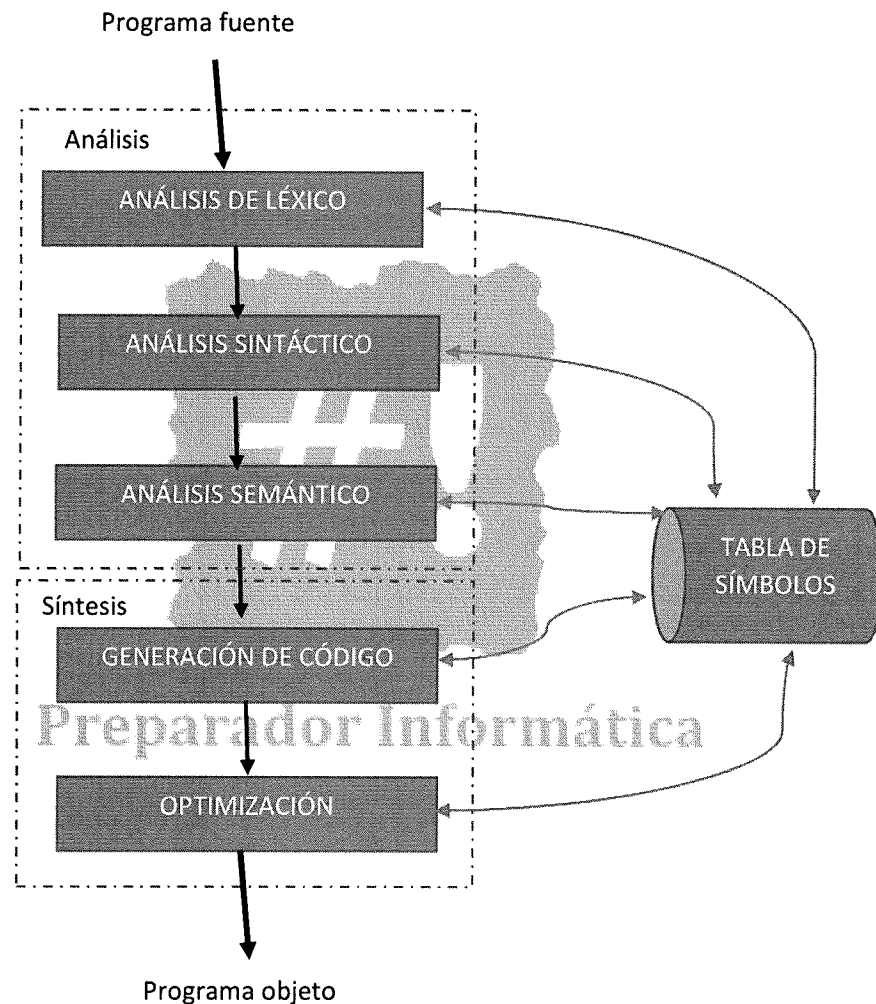 Programa fuente
Análisis
ANÁLISIS DE LÉXICO
ANÁLISIS SINTÁCTICO
ANÁLISIS SEMÁNTICO
TABLA DE
SÍMBOLOS
Síntesis
GENERACIÓN DE CÓDIGO
Preparador Informática
OPTIMIZACIÓN
Programa objeto